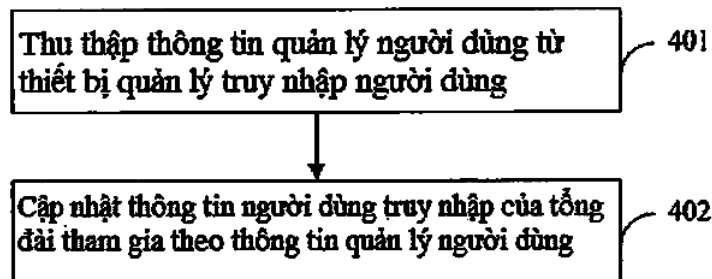 Thu thập thông tin quản lý người dùng từ
thiết bị quản lý truy nhập người dùng
401
Cập nhật thông tin người dùng truy nhập của tổng
đài tham gia theo thông tin quản lý người dùng
402